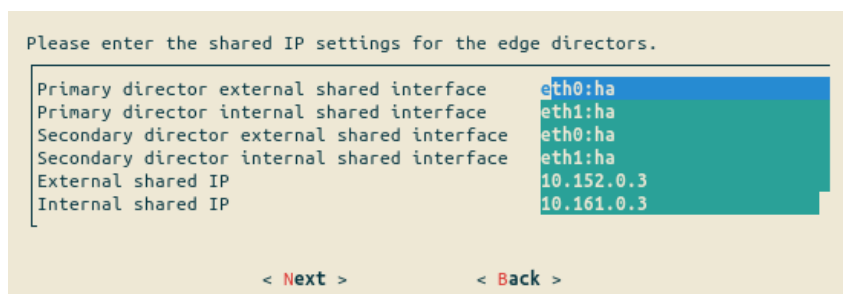 Please enter the shared IP settings for the edge directors.
Primary director external shared interface eth0:ha
Primary director internal shared interface eth1:ha
Secondary director external shared interface eth0:ha
Secondary director internal shared interface eth1:ha
External shared IP 10.152.0.3
Internal shared IP 10.161.0.3
< Next > < Back >